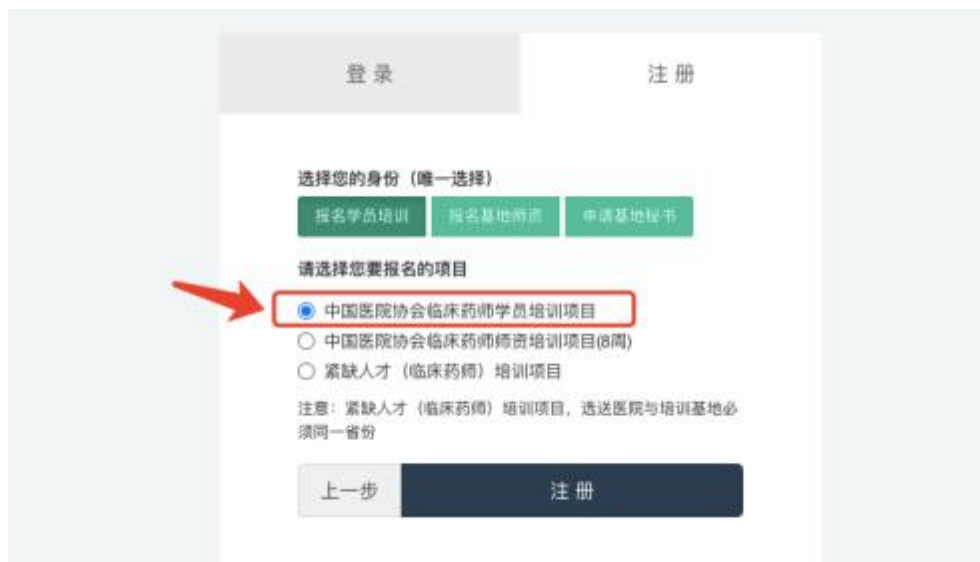 登 录
注 册
选择您的身份（唯一选择）
报名学员培训 报名基地师资 申请基地秘书
请选择您要报名的项目
中国医院协会临床药师学员培训项目
中国医院协会临床药师师资培训项目(8周)
紧缺人才（临床药师）培训项目
注意：紧缺人才（临床药师）培训项目，选送医院与培训基地必
须同一省份
上一步 注 册